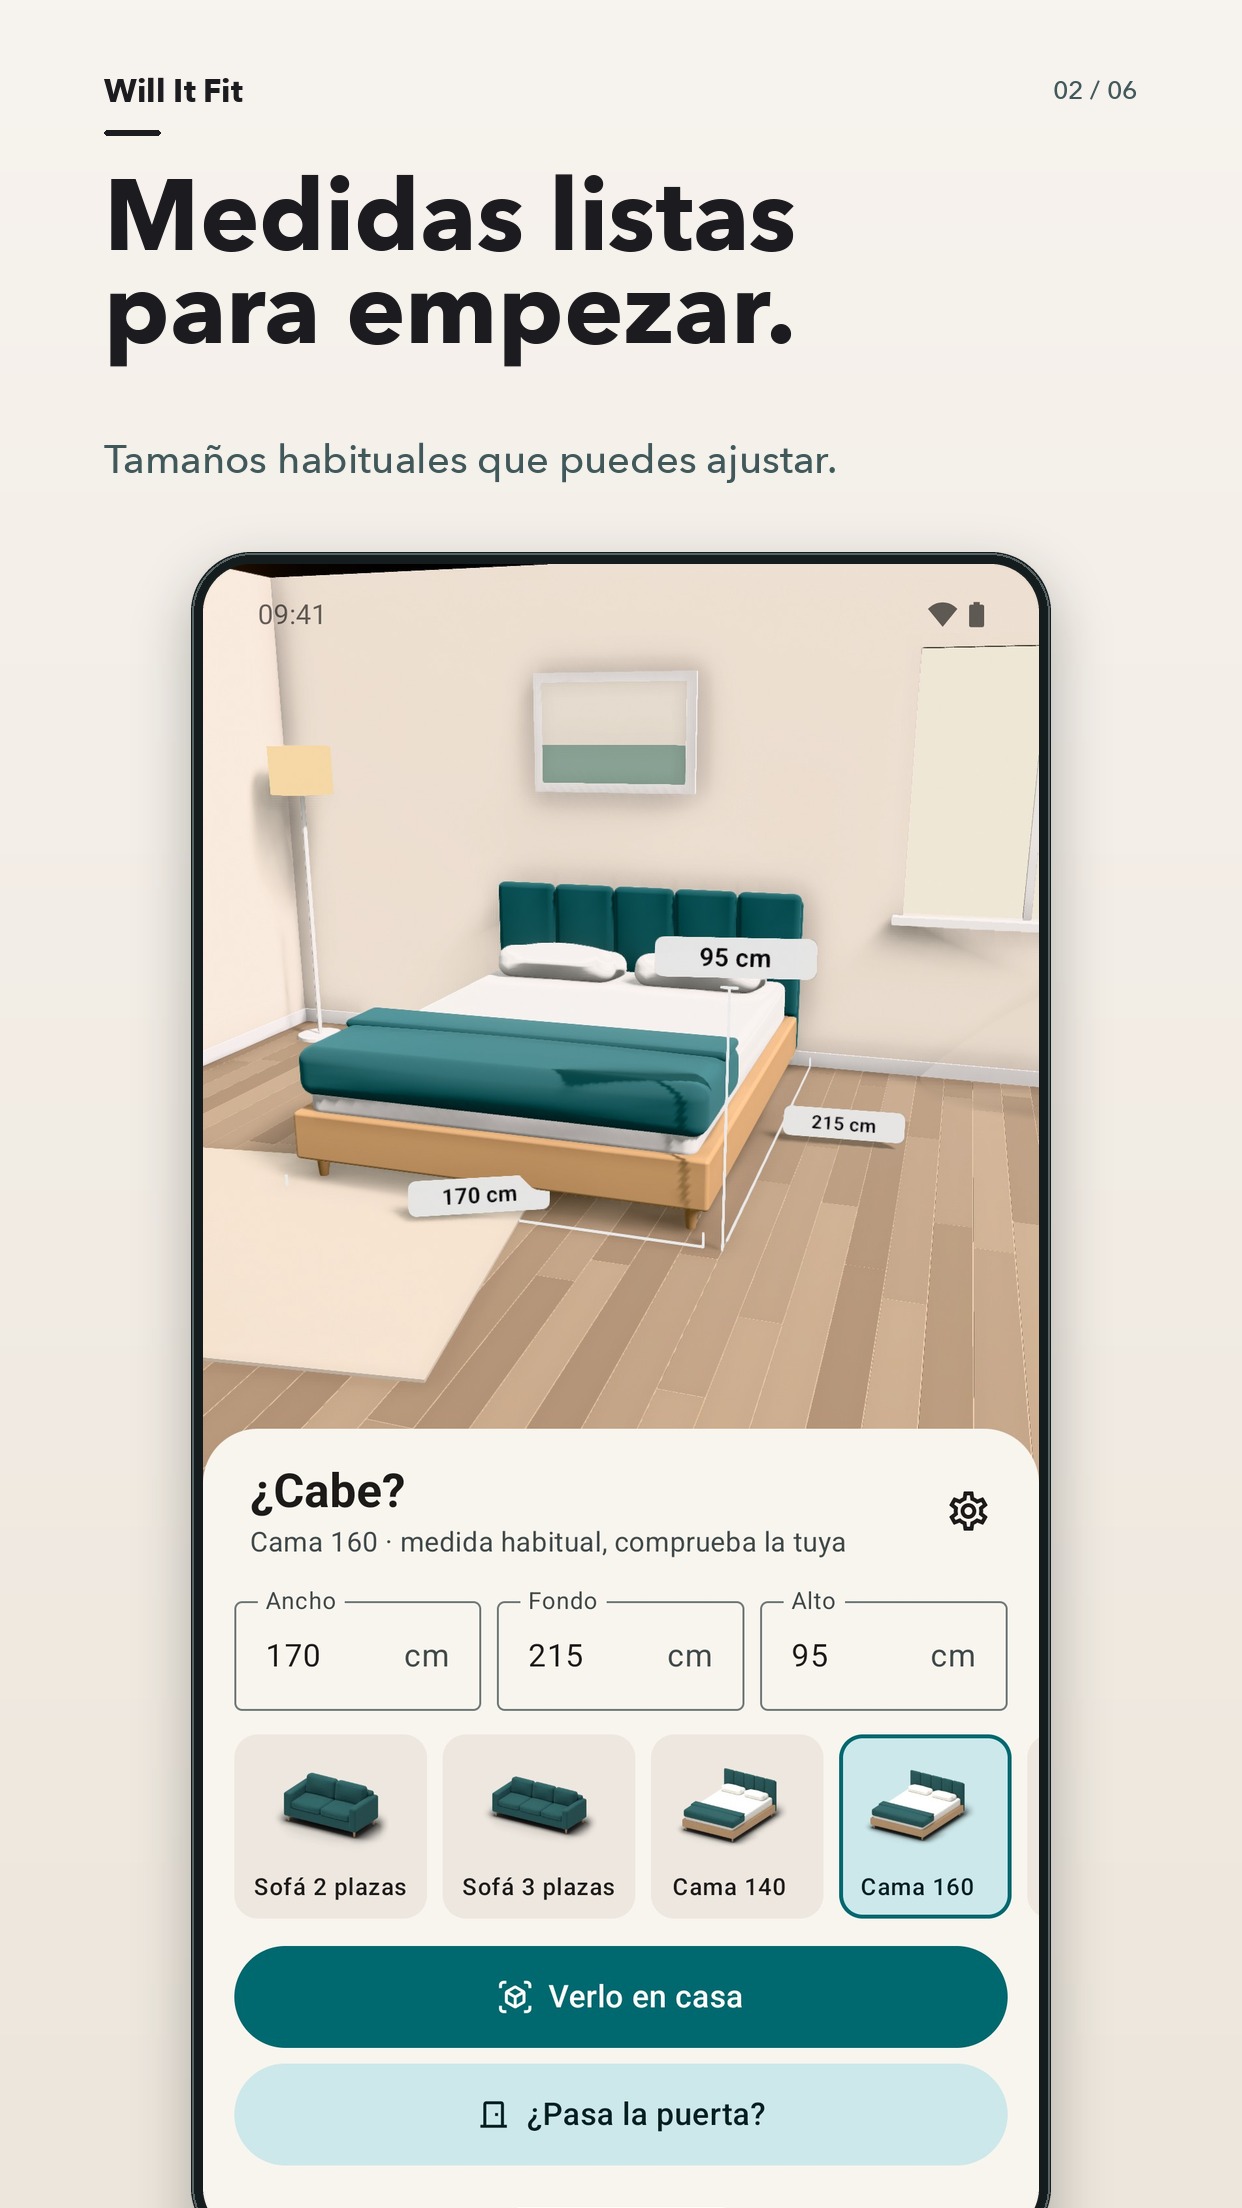 Will It Fit
02 / 06
Medidas listas
para empezar.
Tamaños habituales que puedes ajustar.
09:41
95 cm
215 cm
170 cm
¿Cabe?
Cama 160 · medida habitual, comprueba la tuya
Ancho
170 cm
Fondo
215 cm
Alto
95 cm
Sofá 2 plazas
Sofá 3 plazas
Cama 140
Cama 160
Verlo en casa
¿Pasa la puerta?